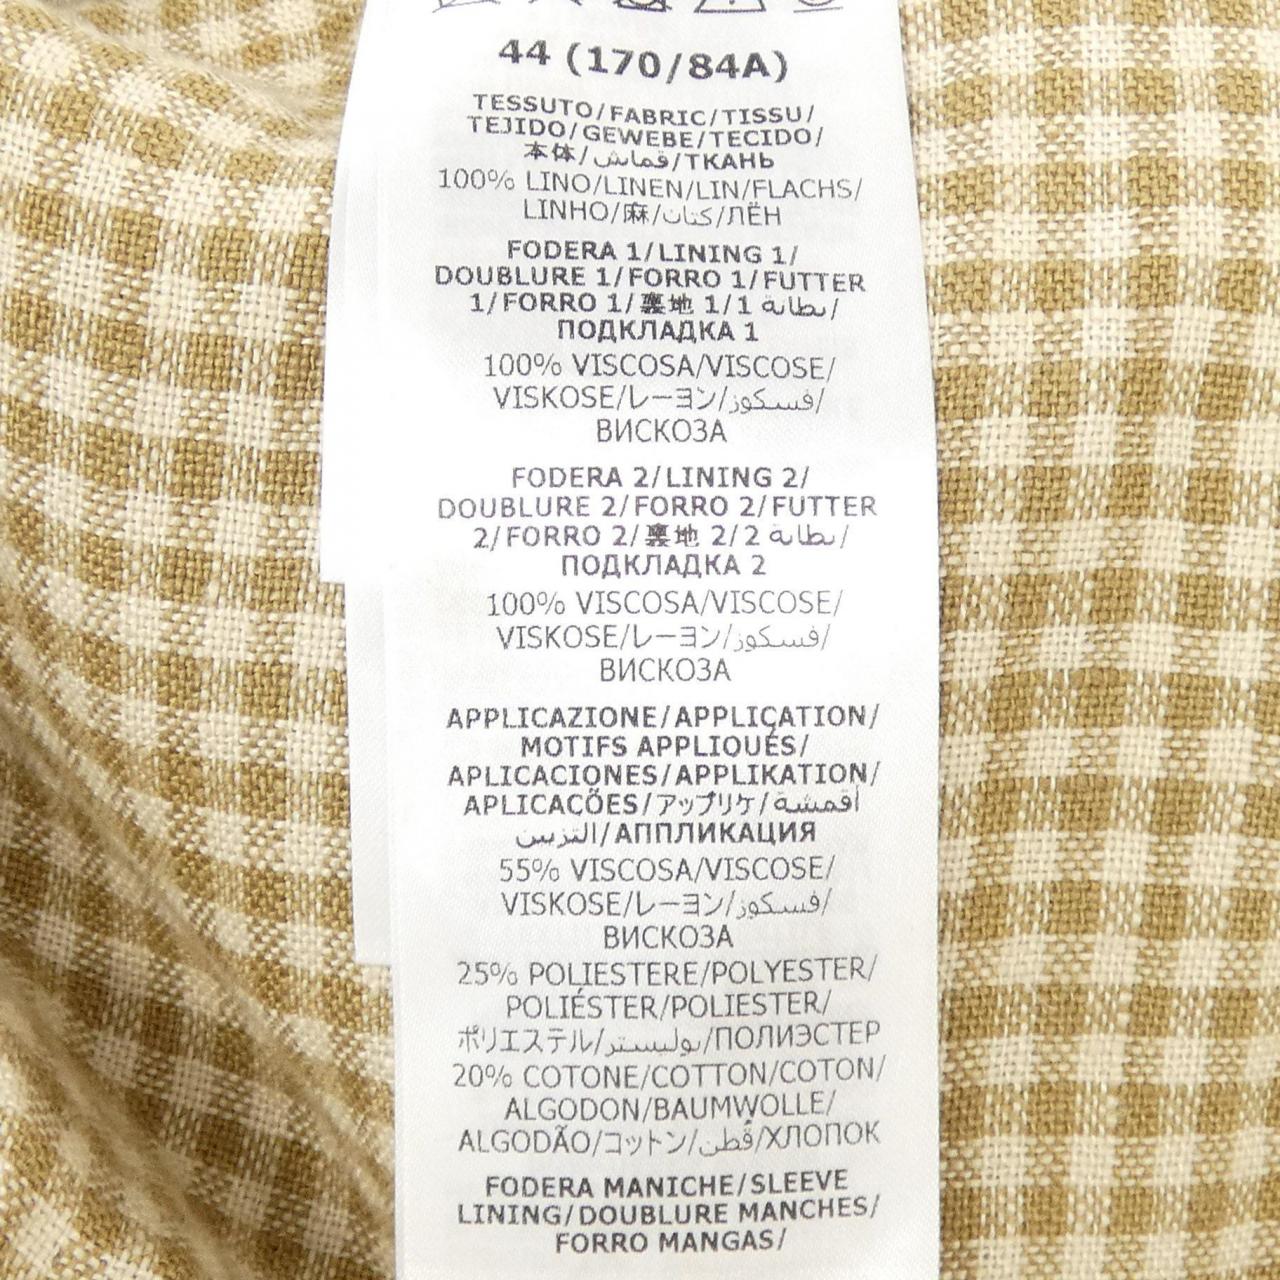 44 (170/84A)
TESSUTO/FABRIC/TISSU/
TEJIDO/GEWEBE/TECIDO/
本体/قماش/ТКАНЬ
100% LINO/LINEN/LIN/FLACHS/
LINHO/麻/كتان/ЛЁН
FODERA 1/LINING 1/
DOUBLURE 1/FORRO 1/FUTTER
1/FORRO 1/裏地 1/1 بطانة/
ПОДКЛАДКА 1
100% VISCOSA/VISCOSE/
VISKOSE/レーヨン/فسكوز/
ВИСКОЗА
FODERA 2/LINING 2/
DOUBLURE 2/FORRO 2/FUTTER
2/FORRO 2/裏地 2/2 بطانة/
ПОДКЛАДКА 2
100% VISCOSA/VISCOSE/
VISKOSE/レーヨン/فسكوز/
ВИСКОЗА
APPLICAZIONE/APPLICATION/
MOTIFS APPLIQUÉS/
APLICACIONES/APPLIKATION/
APLICAÇÕES/アップリケ/أقمشة
التزيين/АППЛИКАЦИЯ
55% VISCOSA/VISCOSE/
VISKOSE/レーヨン/فسكوز/
ВИСКОЗА
25% POLIESTERE/POLYESTER/
POLIÉSTER/POLIESTER/
ポリエステル/بوليستر/ПОЛИЭСТЕР
20% COTONE/COTTON/COTON/
ALGODON/BAUMWOLLE/
ALGODÃO/コットン/قُطن/ХЛОПОК
FODERA MANICHE/SLEEVE
LINING/DOUBLURE MANCHES/
FORRO MANGAS/